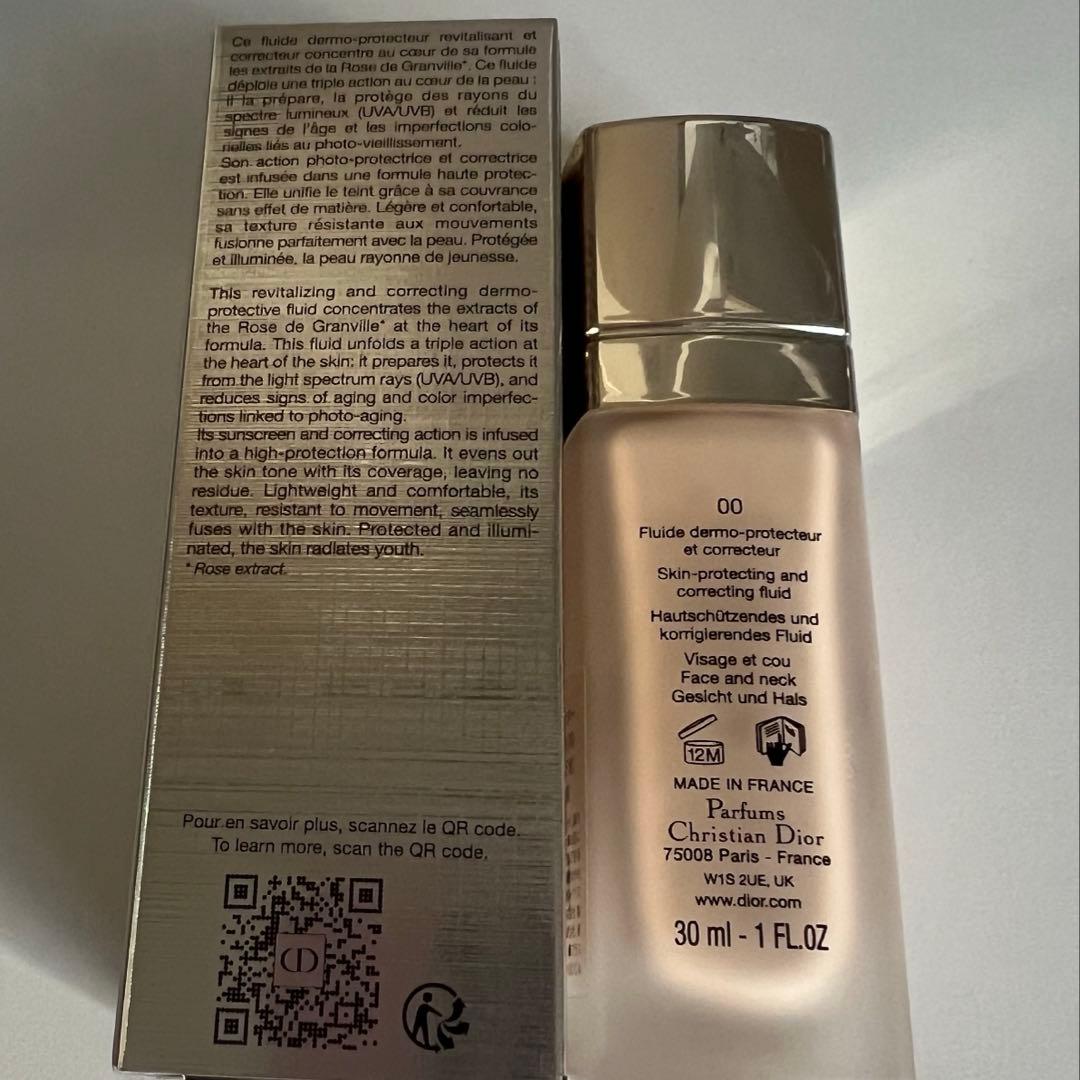 Ce fluide dermo-protecteur revitalisant et
correcteur concentre au cœur de sa formule
les extraits de la Rose de Granville*. Ce fluide
déploie une triple action au cœur de la peau :
il la prépare, la protège des rayons du
spectre lumineux (UVA/UVB) et réduit les
signes de l'âge et les imperfections colo-
rielles liés au photo-vieillissement.
Son action photo-protectrice et correctrice
est infusée dans une formule haute protec-
tion. Elle unifie le teint grâce à sa couvrance
sans effet de matière. Légère et confortable,
sa texture résistante aux mouvements
fusionne parfaitement avec la peau. Protégée
et illuminée, la peau rayonne de jeunesse.
This revitalizing and correcting dermo-
protective fluid concentrates the extracts of
the Rose de Granville* at the heart of its
formula. This fluid unfolds a triple action at
the heart of the skin: it prepares it, protects it
from the light spectrum rays (UVA/UVB), and
reduces signs of aging and color imperfec-
tions linked to photo-aging.
Its sunscreen and correcting action is infused
into a high-protection formula. It evens out
the skin tone with its coverage, leaving no
residue. Lightweight and comfortable, its
texture, resistant to movement, seamlessly
fuses with the skin. Protected and illumi-
nated, the skin radiates youth.
* Rose extract.
Pour en savoir plus, scannez le QR code.
To learn more, scan the QR code.
CD
00
Fluide dermo-protecteur
et correcteur
Skin-protecting and
correcting fluid
Hautschützendes und
korrigierendes Fluid
Visage et cou
Face and neck
Gesicht und Hals
12M
MADE IN FRANCE
Parfums
Christian Dior
75008 Paris - France
W1S 2UE, UK
www.dior.com
30 ml - 1 FL.OZ